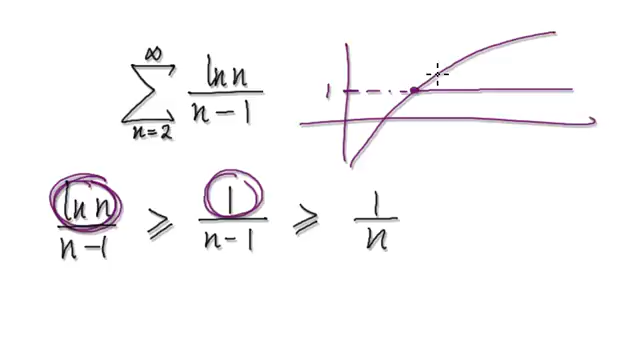 ∞
∑ ln n / n − 1
n=2
1
ln n / n − 1 ≥ 1 / n − 1 ≥ 1 / n